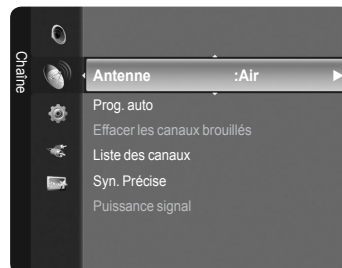 Chaîne
Antenne :Air
Prog. auto
Effacer les canaux brouillés
Liste des canaux
Syn. Précise
Puissance signal